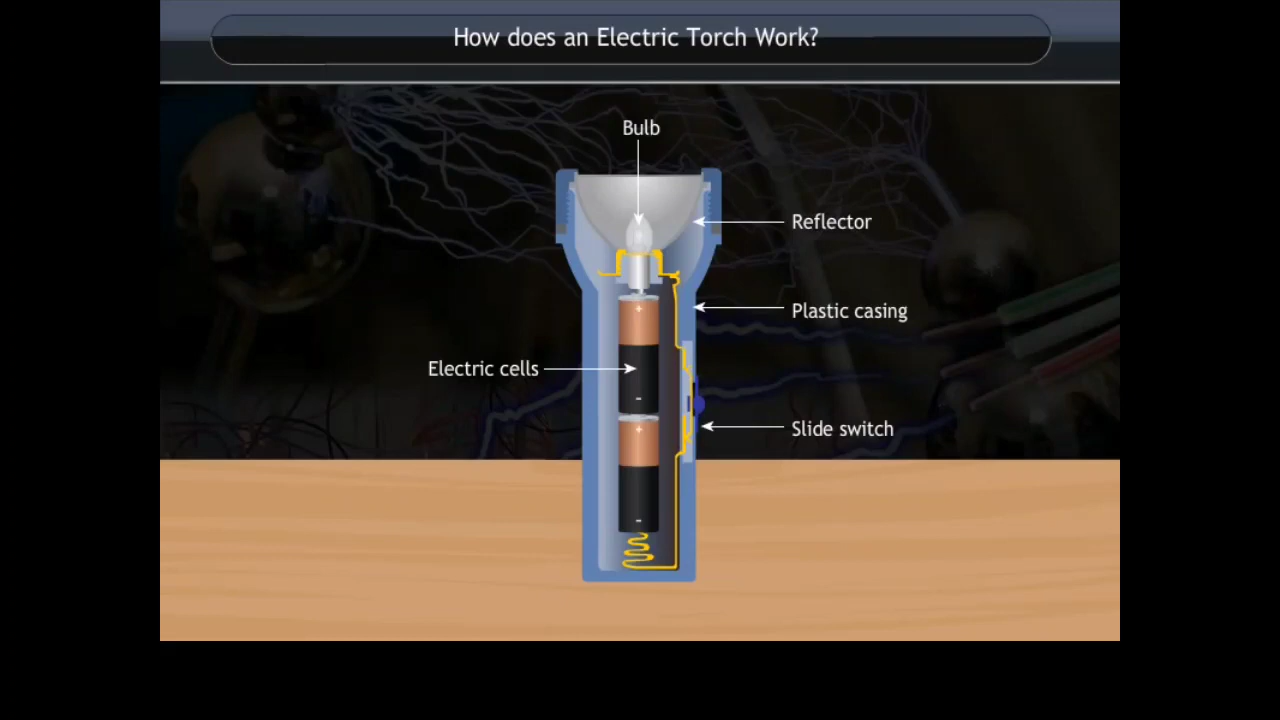 How does an Electric Torch Work?
Bulb
Reflector
Plastic casing
Electric cells
Slide switch
+
-
+
-